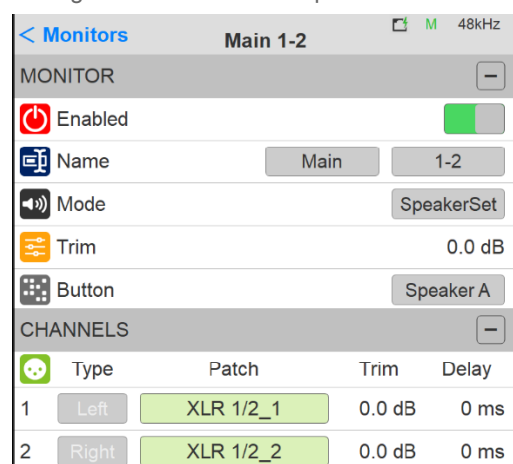 < Monitors Main 1-2 M 48kHz
MONITOR −
Enabled
Name Main 1-2
Mode SpeakerSet
Trim 0.0 dB
Button Speaker A
CHANNELS −
Type Patch Trim Delay
1 Left XLR 1/2_1 0.0 dB 0 ms
2 Right XLR 1/2_2 0.0 dB 0 ms